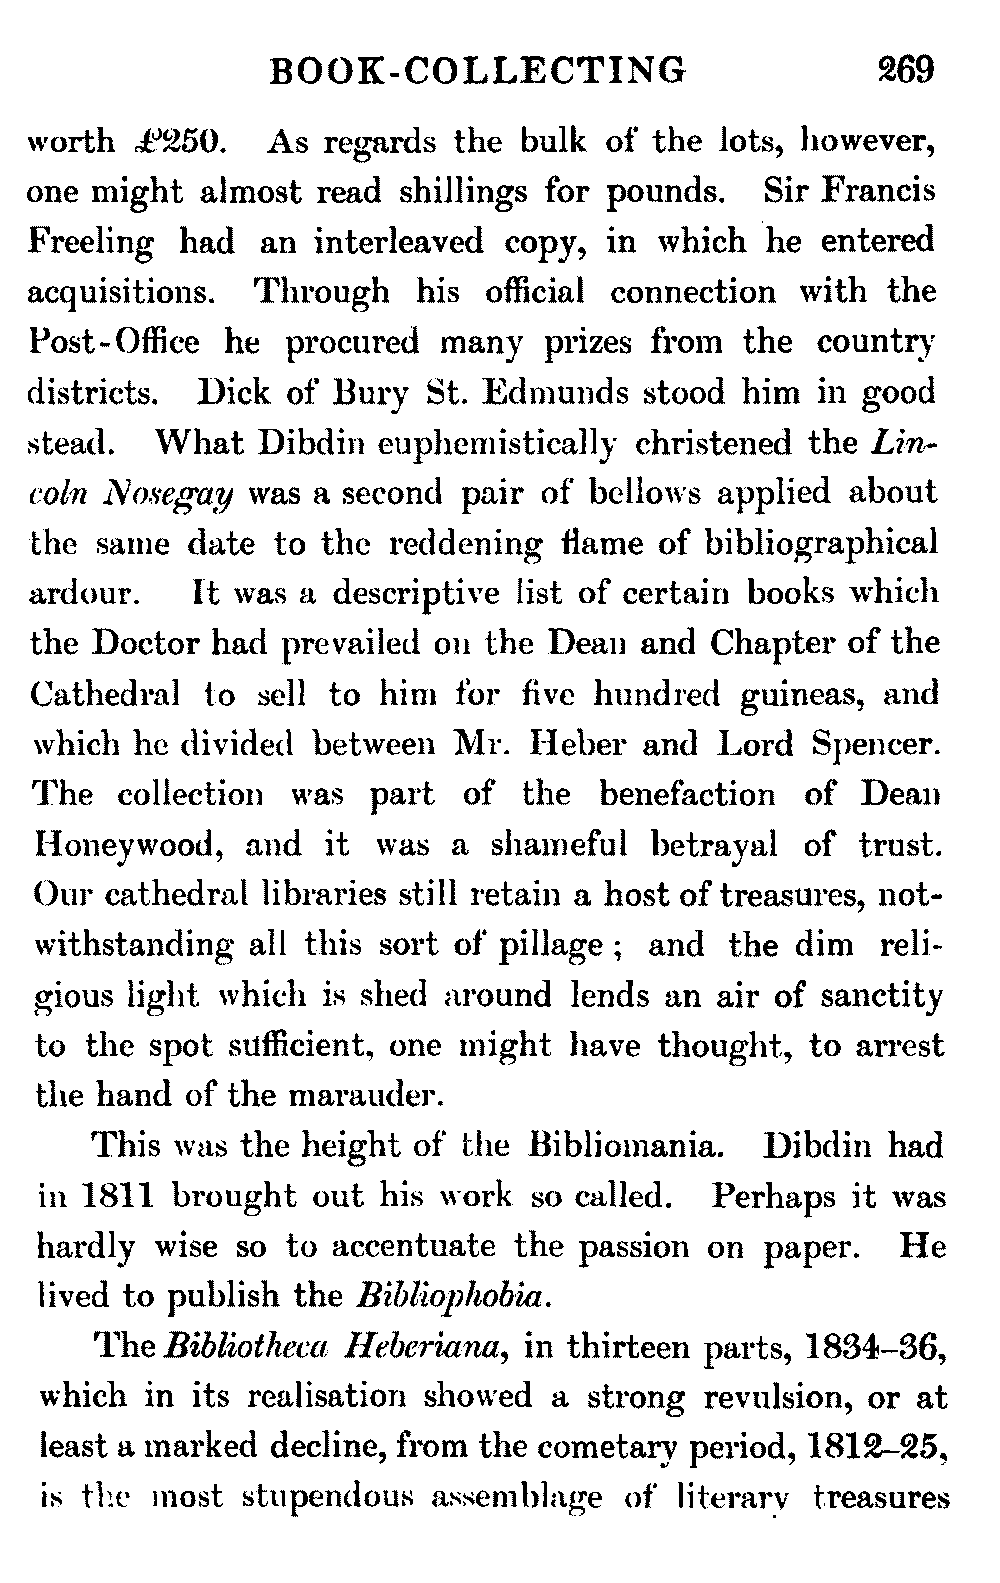 BOOK-COLLECTING 269
worth £250. As regards the bulk of the lots, however,
one might almost read shillings for pounds. Sir Francis
Freeling had an interleaved copy, in which he entered
acquisitions. Through his official connection with the
Post-Office he procured many prizes from the country
districts. Dick of Bury St. Edmunds stood him in good
stead. What Dibdin euphemistically christened the Lin-
coln Nosegay was a second pair of bellows applied about
the same date to the reddening flame of bibliographical
ardour. It was a descriptive list of certain books which
the Doctor had prevailed on the Dean and Chapter of the
Cathedral to sell to him for five hundred guineas, and
which he divided between Mr. Heber and Lord Spencer.
The collection was part of the benefaction of Dean
Honeywood, and it was a shameful betrayal of trust.
Our cathedral libraries still retain a host of treasures, not-
withstanding all this sort of pillage ; and the dim reli-
gious light which is shed around lends an air of sanctity
to the spot sufficient, one might have thought, to arrest
the hand of the marauder.
This was the height of the Bibliomania. Dibdin had
in 1811 brought out his work so called. Perhaps it was
hardly wise so to accentuate the passion on paper. He
lived to publish the Bibliophobia.
The Bibliotheca Heberiana, in thirteen parts, 1834–36,
which in its realisation showed a strong revulsion, or at
least a marked decline, from the cometary period, 1812–25,
is the most stupendous assemblage of literary treasures